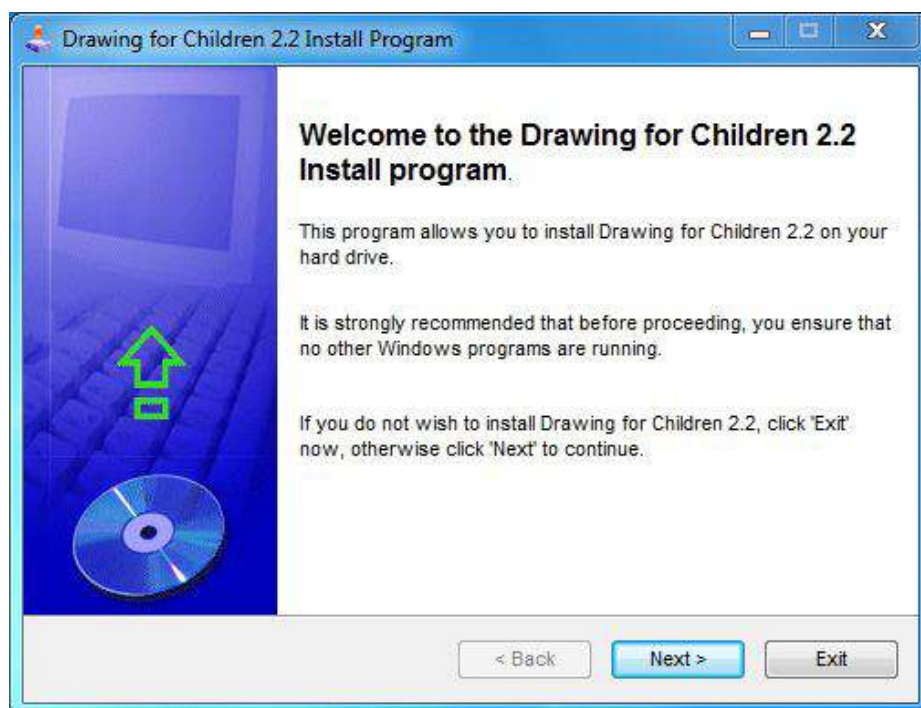 Drawing for Children 2.2 Install Program
Welcome to the Drawing for Children 2.2
Install program.
This program allows you to install Drawing for Children 2.2 on your
hard drive.
It is strongly recommended that before proceeding, you ensure that
no other Windows programs are running.
If you do not wish to install Drawing for Children 2.2, click 'Exit'
now, otherwise click 'Next' to continue.
< Back
Next >
Exit